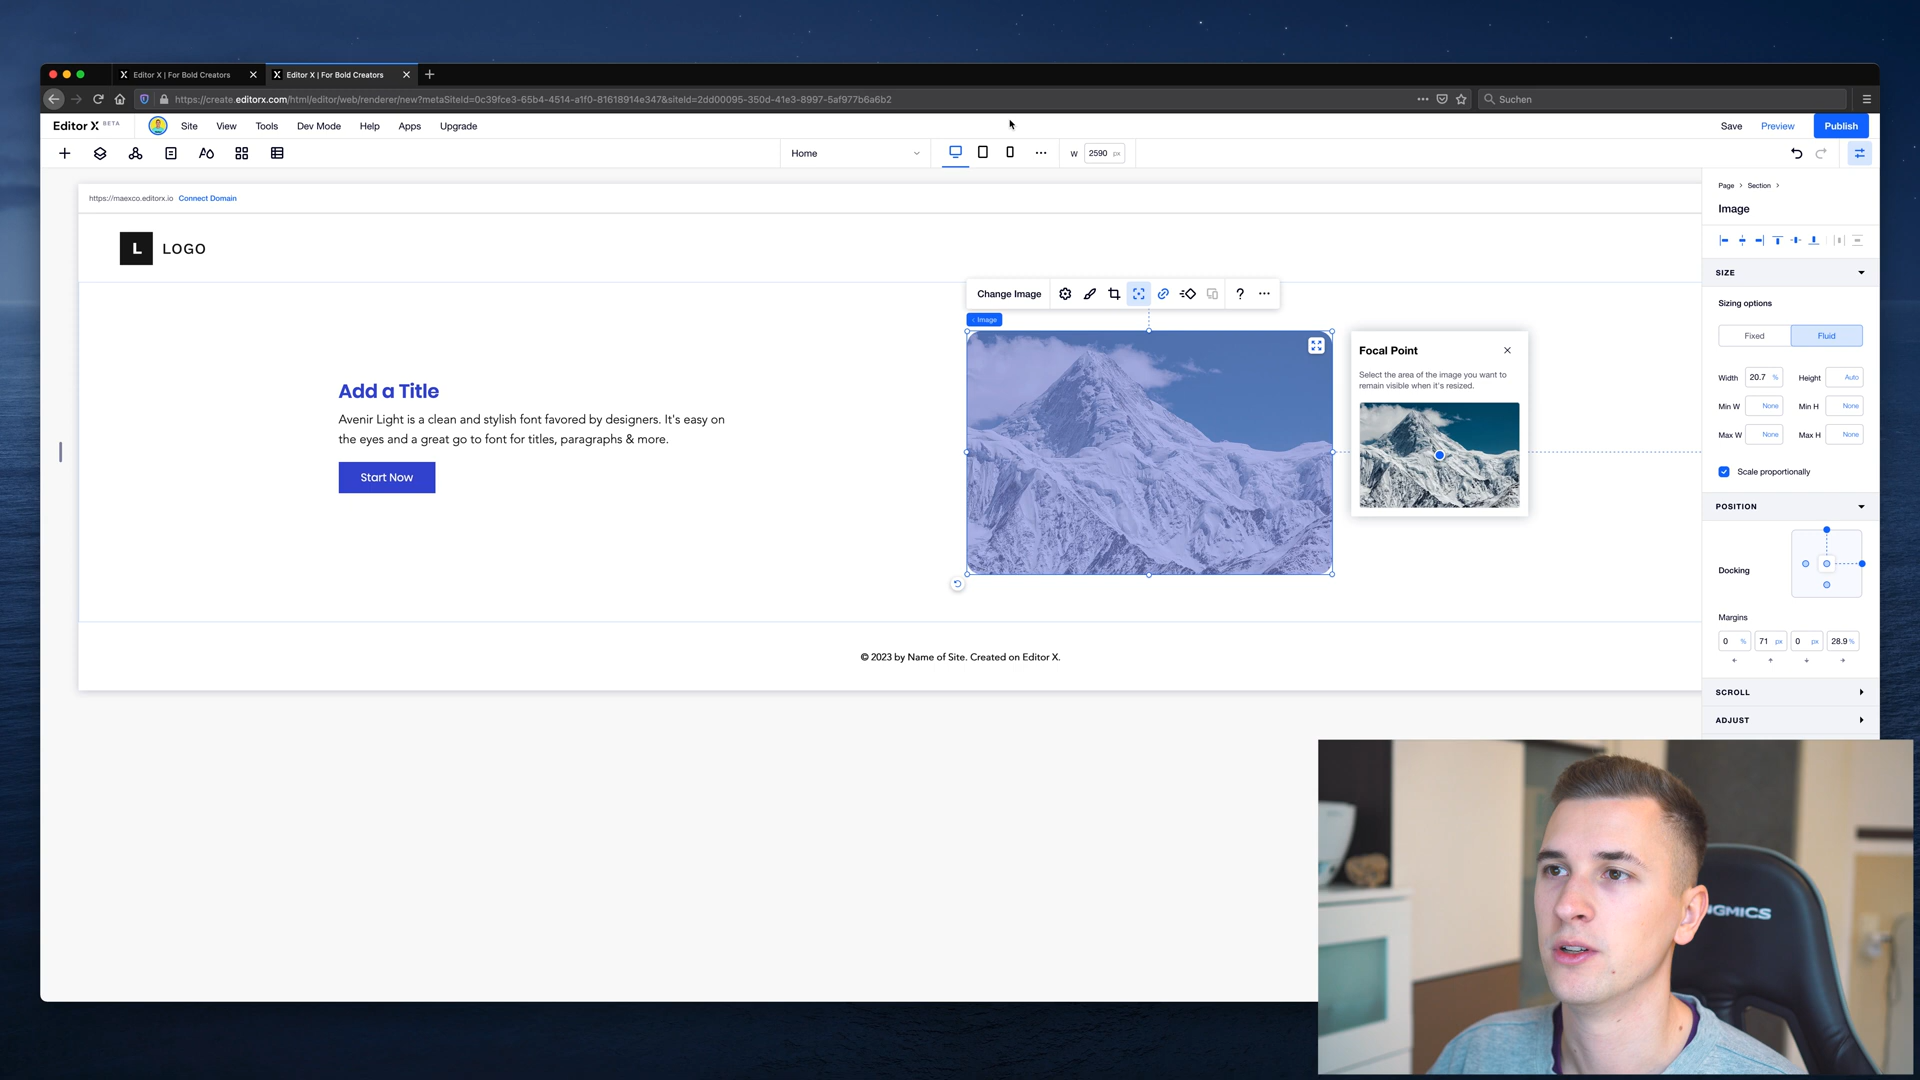 Editor X | For Bold Creators
Editor X | For Bold Creators
https://create.editorx.com/html/editor/web/renderer/new?metaSiteId=0c39fce3-65b4-4514-a1f0-81618914e347&siteId=2dd00095-350d-41e3-8997-5af977b6a6b2
Suchen
Editor X BETA
Site View Tools Dev Mode Help Apps Upgrade
Save Preview Publish
Home
W 2590 px
https://maexco.editorx.io Connect Domain
Page > Section >
Image
L LOGO
SIZE
Change Image
?
‹ Image
Sizing options
Fixed Fluid
Focal Point
Select the area of the image you want to
remain visible when it's resized.
Width 20.7 % Height Auto
Min W None Min H None
Max W None Max H None
Scale proportionally
Add a Title
Avenir Light is a clean and stylish font favored by designers. It's easy on
the eyes and a great go to font for titles, paragraphs & more.
Start Now
POSITION
Docking
Margins
0 % 71 px 0 px 28.9 %
© 2023 by Name of Site. Created on Editor X.
SCROLL
ADJUST